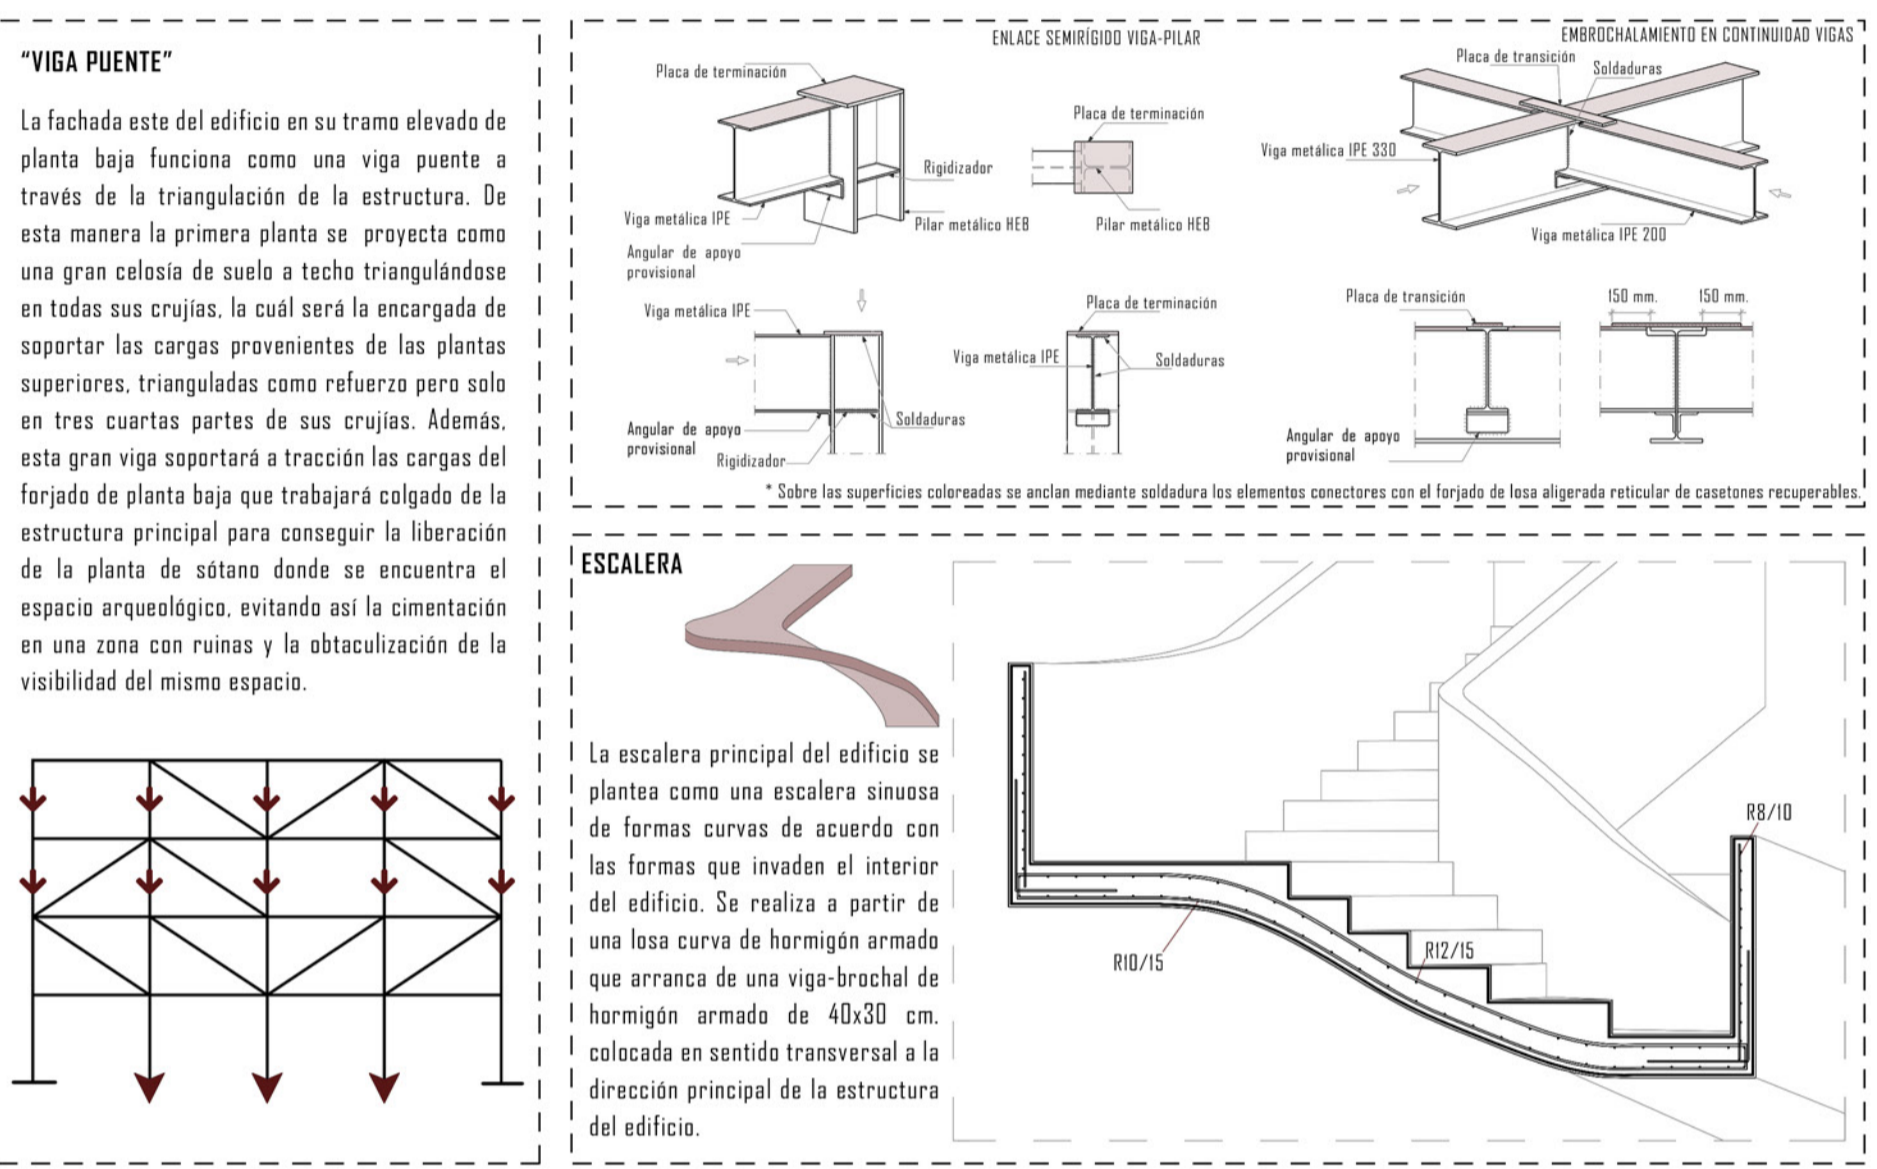 “VIGA PUENTE”
La fachada este del edificio en su tramo elevado de
planta baja funciona como una viga puente a
través de la triangulación de la estructura. De
esta manera la primera planta se proyecta como
una gran celosía de suelo a techo triangulándose
en todas sus crujías, la cuál será la encargada de
soportar las cargas provenientes de las plantas
superiores, trianguladas como refuerzo pero solo
en tres cuartas partes de sus crujías. Además,
esta gran viga soportará a tracción las cargas del
forjado de planta baja que trabajará colgado de la
estructura principal para conseguir la liberación
de la planta de sótano donde se encuentra el
espacio arqueológico, evitando así la cimentación
en una zona con ruinas y la obtaculización de la
visibilidad del mismo espacio.
ENLACE SEMIRÍGIDO VIGA-PILAR
Placa de terminación
Placa de terminación
Rigidizador
Viga metálica IPE
Pilar metálico HEB
Pilar metálico HEB
Angular de apoyo
provisional
Viga metálica IPE
Placa de terminación
Viga metálica IPE
Soldaduras
Soldaduras
Angular de apoyo
provisional
Rigidizador
EMBROCHALAMIENTO EN CONTINUIDAD VIGAS
Placa de transición
Soldaduras
Viga metálica IPE 330
Viga metálica IPE 200
Placa de transición
150 mm.
150 mm.
Angular de apoyo
provisional
* Sobre las superficies coloreadas se anclan mediante soldadura los elementos conectores con el forjado de losa aligerada reticular de casetones recuperables.
ESCALERA
La escalera principal del edificio se
plantea como una escalera sinuosa
de formas curvas de acuerdo con
las formas que invaden el interior
del edificio. Se realiza a partir de
una losa curva de hormigón armado
que arranca de una viga-brochal de
hormigón armado de 40x30 cm.
colocada en sentido transversal a la
dirección principal de la estructura
del edificio.
R8/10
R12/15
R10/15